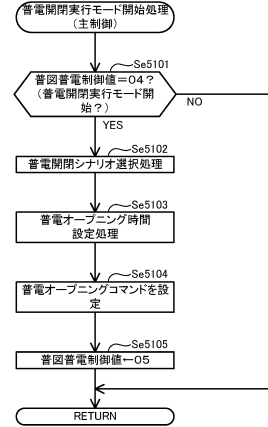 普電開閉実行モード開始処理
（主制御）
Se5101
普図普電制御値＝０４？
（普電開閉実行モード開
始？）
NO
YES
Se5102
普電開閉シナリオ選択処理
Se5103
普電オープニング時間
設定処理
Se5104
普電オープニングコマンドを設
定
Se5105
普図普電制御値←０５
RETURN